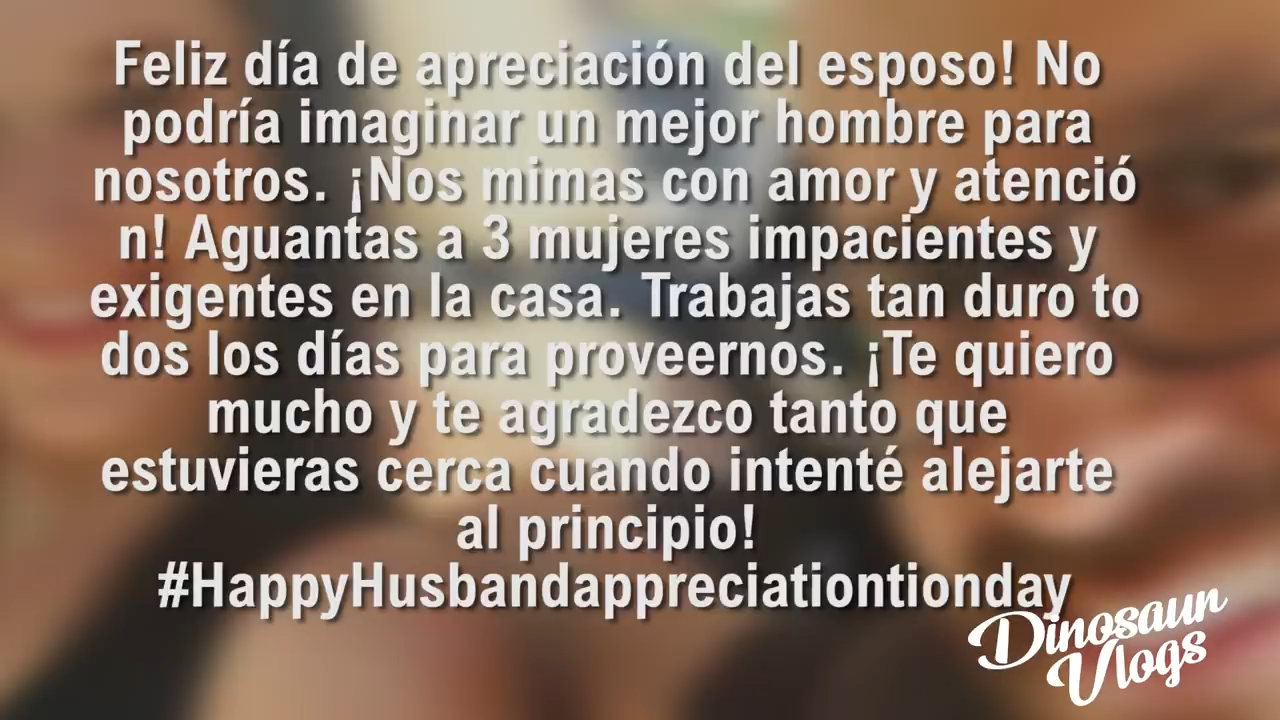 Feliz día de apreciación del esposo! No
podría imaginar un mejor hombre para
nosotros. ¡Nos mimas con amor y atenció
n! Aguantas a 3 mujeres impacientes y
exigentes en la casa. Trabajas tan duro to
dos los días para proveernos. ¡Te quiero
mucho y te agradezco tanto que
estuvieras cerca cuando intenté alejarte
al principio!
#HappyHusbandappreciationtionday
Dinosaun
Vlogs